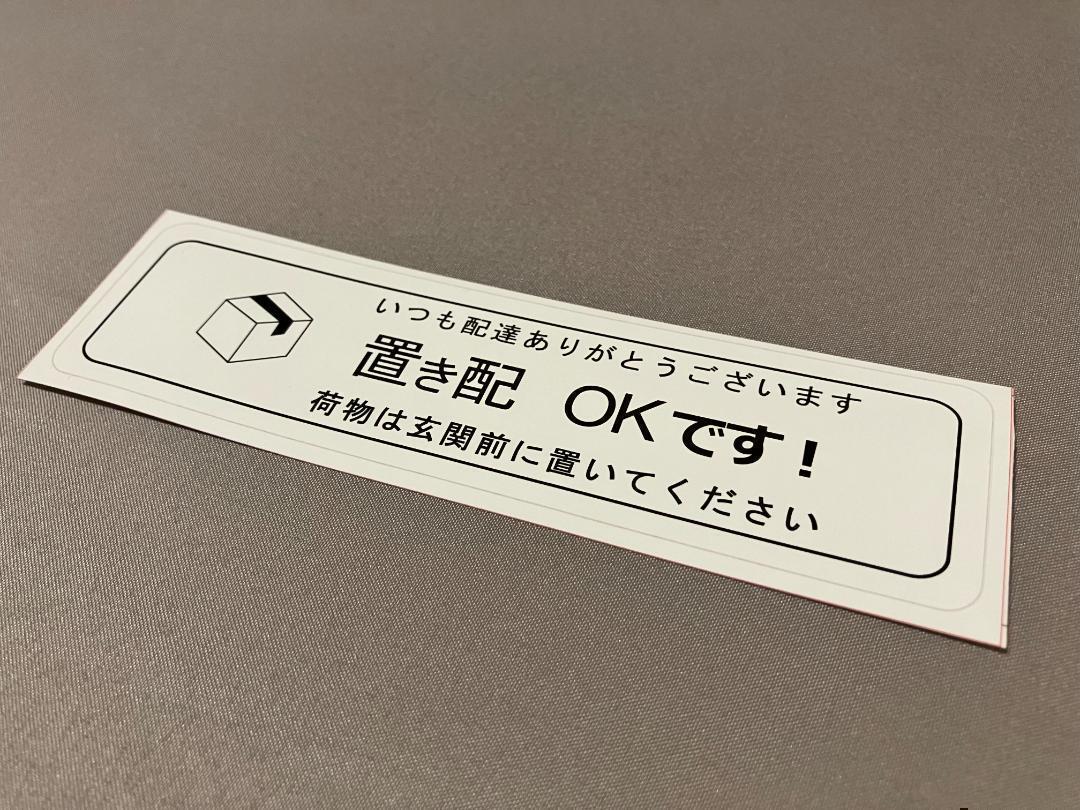 いつも配達ありがとうございます
置き配　OKです！
荷物は玄関前に置いてください